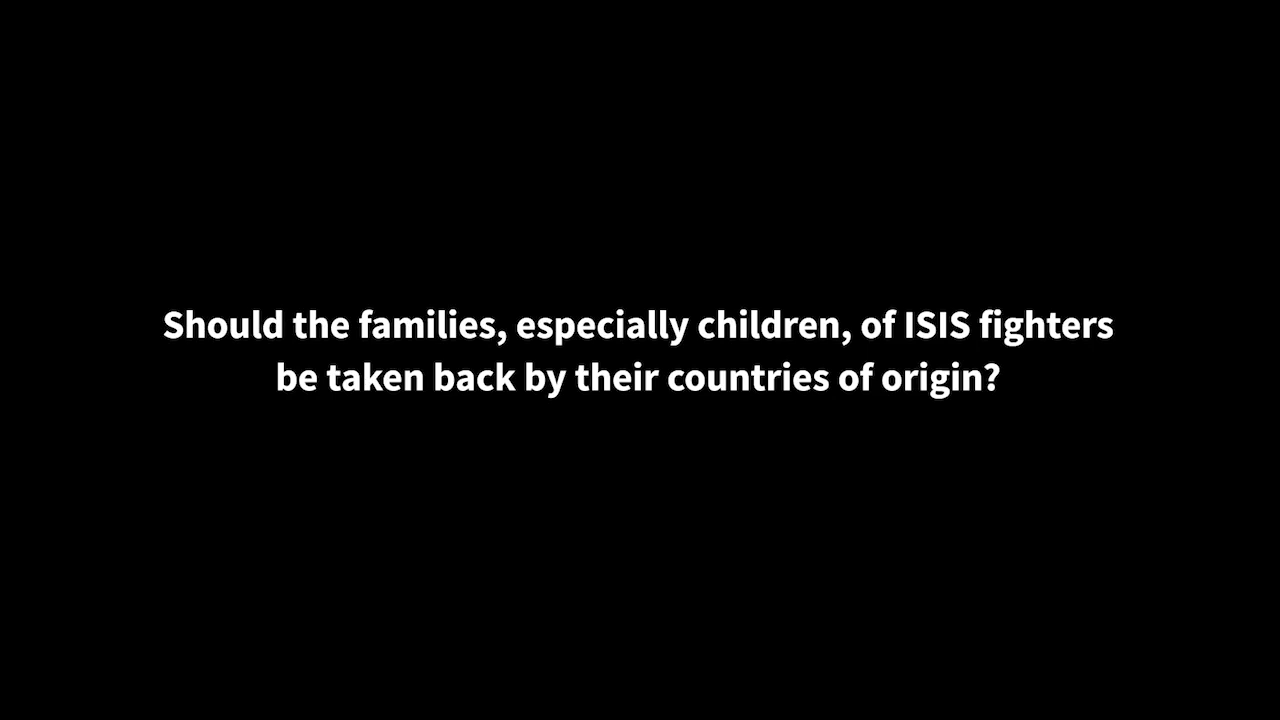 Should the families, especially children, of ISIS fighters
be taken back by their countries of origin?